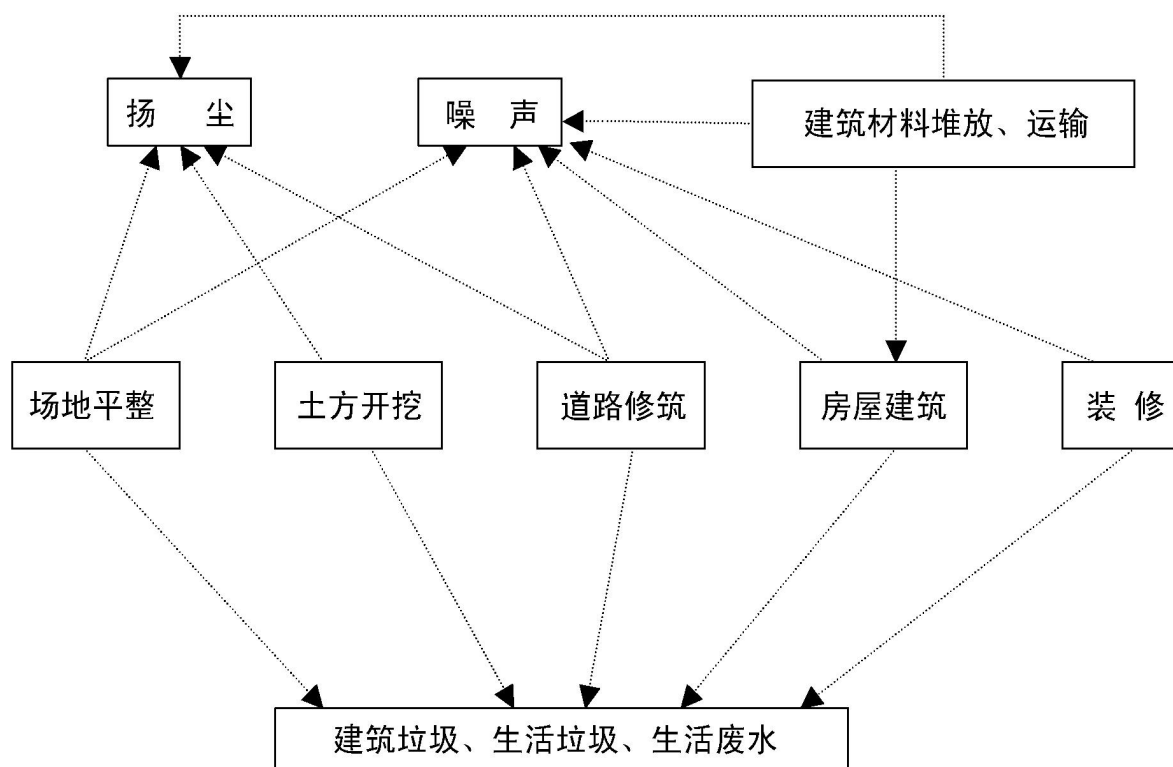 扬 尘
噪 声
建筑材料堆放、运输
场地平整
土方开挖
道路修筑
房屋建筑
装 修
建筑垃圾、生活垃圾、生活废水